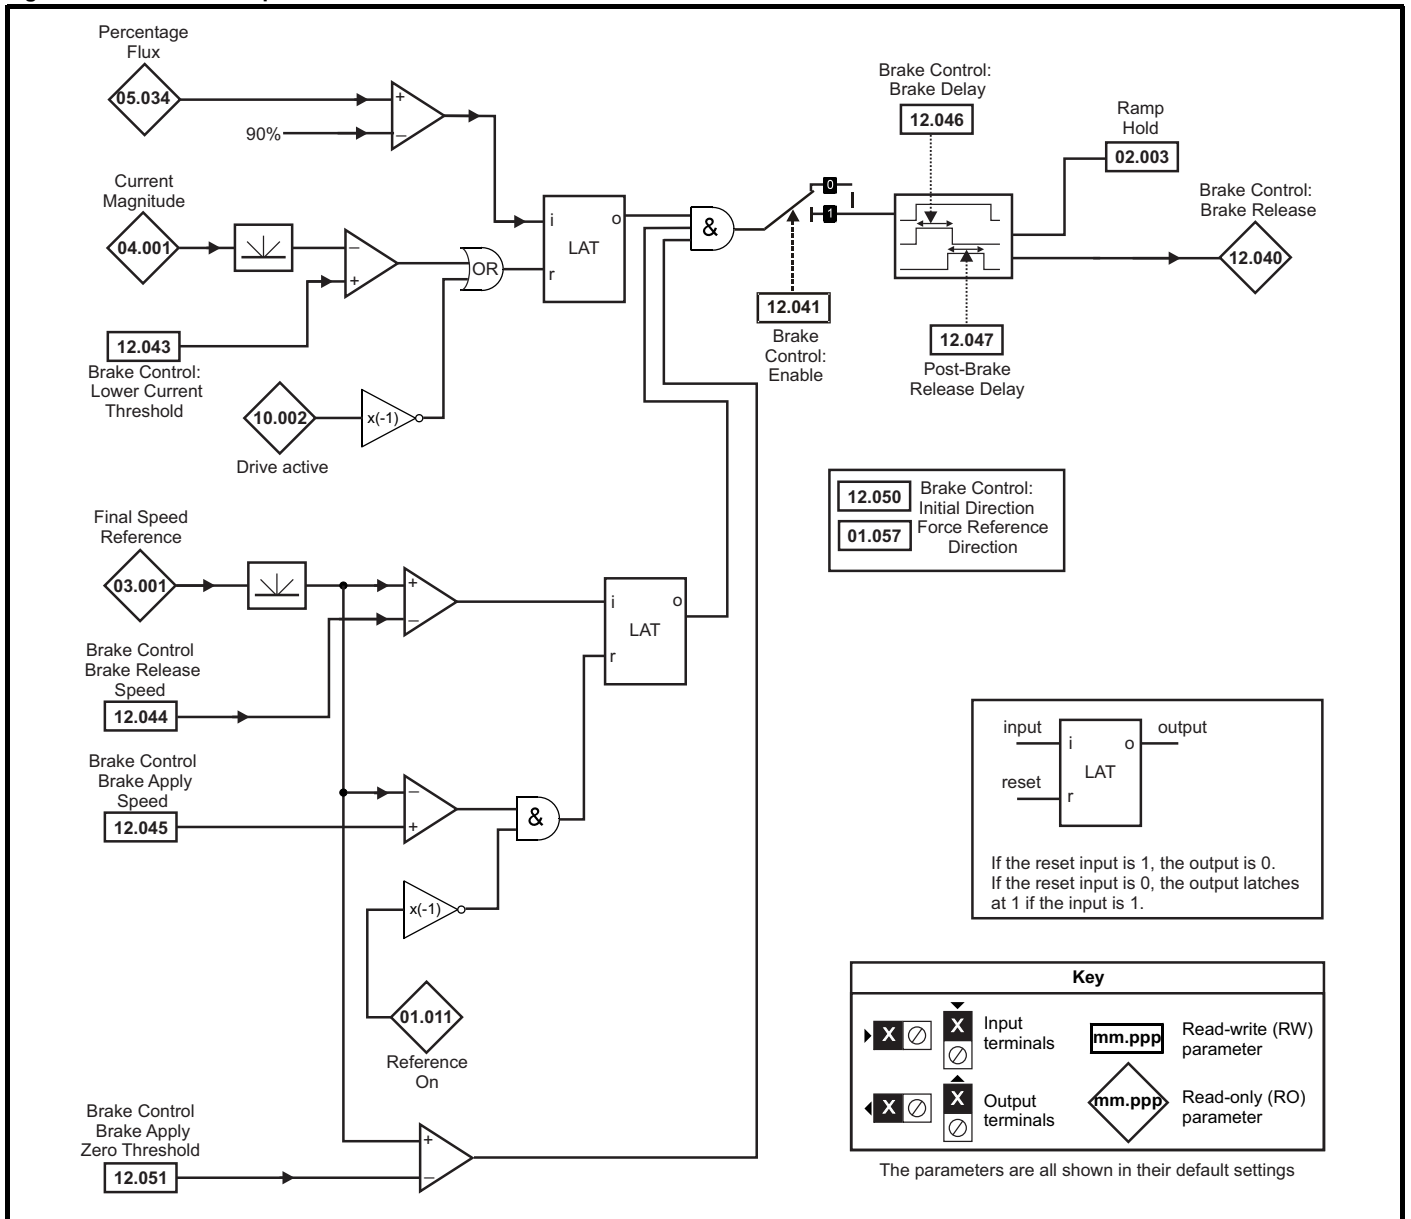 Percentage
Flux
05.034
90%
+
−
Current
Magnitude
04.001
−
+
12.043
Brake Control:
Lower Current
Threshold
OR
10.002
Drive active
x(-1)
i
o
LAT
r
&
0
1
12.041
Brake
Control:
Enable
Brake Control:
Brake Delay
12.046
12.047
Post-Brake
Release Delay
Ramp
Hold
02.003
Brake Control:
Brake Release
12.040
12.050
Brake Control:
Initial Direction
01.057
Force Reference
Direction
Final Speed
Reference
03.001
+
−
Brake Control
Brake Release
Speed
12.044
i
o
LAT
r
Brake Control
Brake Apply
Speed
12.045
−
+
&
x(-1)
01.011
Reference
On
Brake Control
Brake Apply
Zero Threshold
12.051
+
−
input
output
i
o
LAT
reset
r
If the reset input is 1, the output is 0.
If the reset input is 0, the output latches
at 1 if the input is 1.
Key
X
X
Input
terminals
mm.ppp
Read-write (RW)
parameter
X
X
Output
terminals
mm.ppp
Read-only (RO)
parameter
The parameters are all shown in their default settings